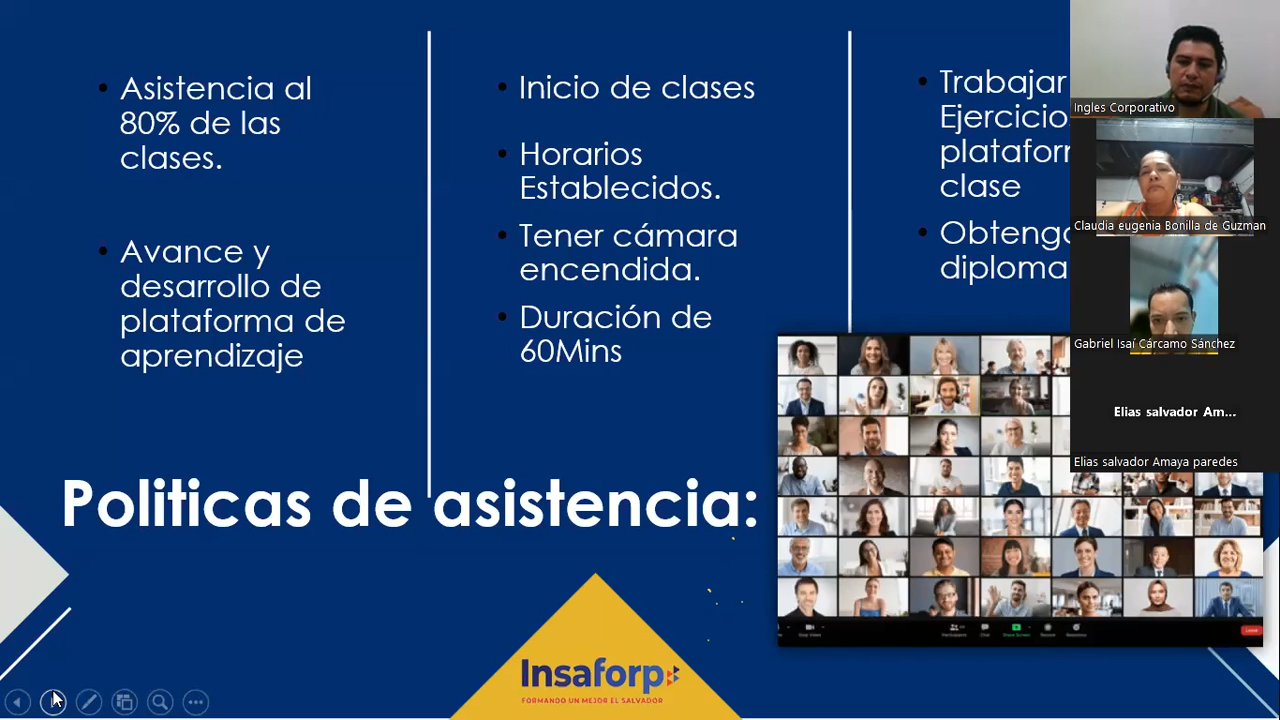 Asistencia al
80% de las
clases.
Avance y
desarrollo de
plataforma de
aprendizaje
Inicio de clases
Horarios
Establecidos.
Tener cámara
encendida.
Duración de
60Mins
Trabajar
Ejercicio
platafor
clase
Obteng
diploma
Politicas de asistencia:
Insaforp
FORMANDO UN MEJOR EL SALVADOR
Ingles Corporativo
Claudia eugenia Bonilla de Guzman
Gabriel Isaí Cárcamo Sánchez
Elias salvador Am...
Elias salvador Amaya paredes